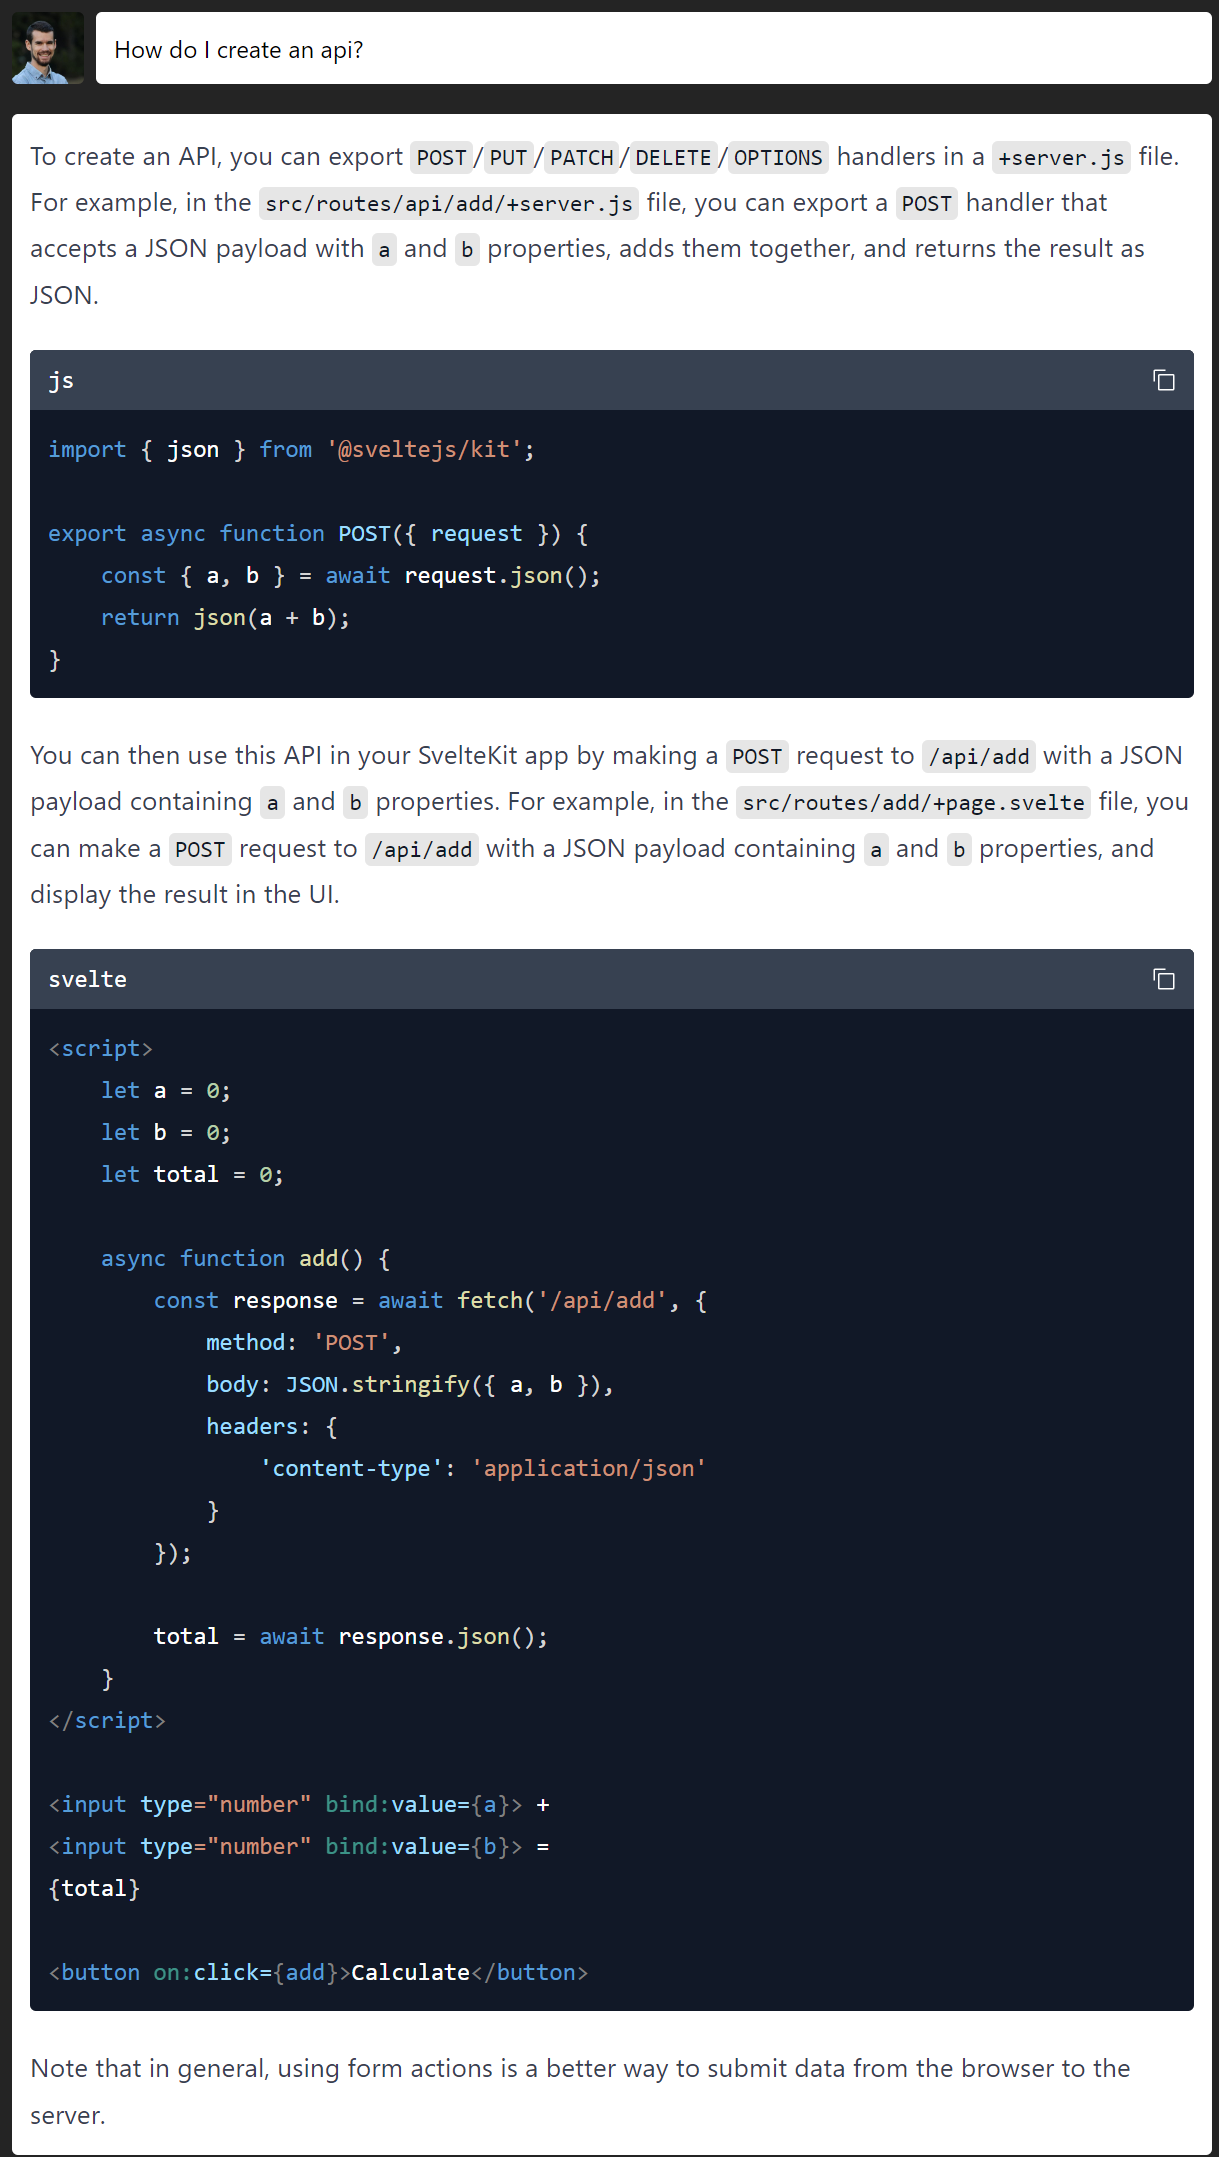 How do I create an api?
To create an API, you can export POST/PUT/PATCH/DELETE/OPTIONS handlers in a +server.js file.
For example, in the src/routes/api/add/+server.js file, you can export a POST handler that
accepts a JSON payload with a and b properties, adds them together, and returns the result as
JSON.
js
import { json } from '@sveltejs/kit';
export async function POST({ request }) {
    const { a, b } = await request.json();
    return json(a + b);
}
You can then use this API in your SvelteKit app by making a POST request to /api/add with a JSON
payload containing a and b properties. For example, in the src/routes/add/+page.svelte file, you
can make a POST request to /api/add with a JSON payload containing a and b properties, and
display the result in the UI.
svelte
<script>
    let a = 0;
    let b = 0;
    let total = 0;
    async function add() {
        const response = await fetch('/api/add', {
            method: 'POST',
            body: JSON.stringify({ a, b }),
            headers: {
                'content-type': 'application/json'
            }
        });
        total = await response.json();
    }
</script>
<input type="number" bind:value={a}> +
<input type="number" bind:value={b}> =
{total}
<button on:click={add}>Calculate</button>
Note that in general, using form actions is a better way to submit data from the browser to the
server.